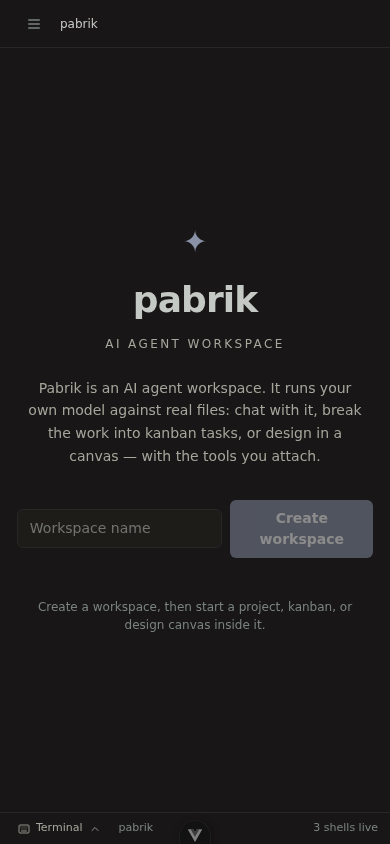 pabrik
pabrik
AI AGENT WORKSPACE
Pabrik is an AI agent workspace. It runs your
own model against real files: chat with it, break
the work into kanban tasks, or design in a
canvas — with the tools you attach.
Workspace name
Create
workspace
Create a workspace, then start a project, kanban, or
design canvas inside it.
Terminal pabrik 3 shells live